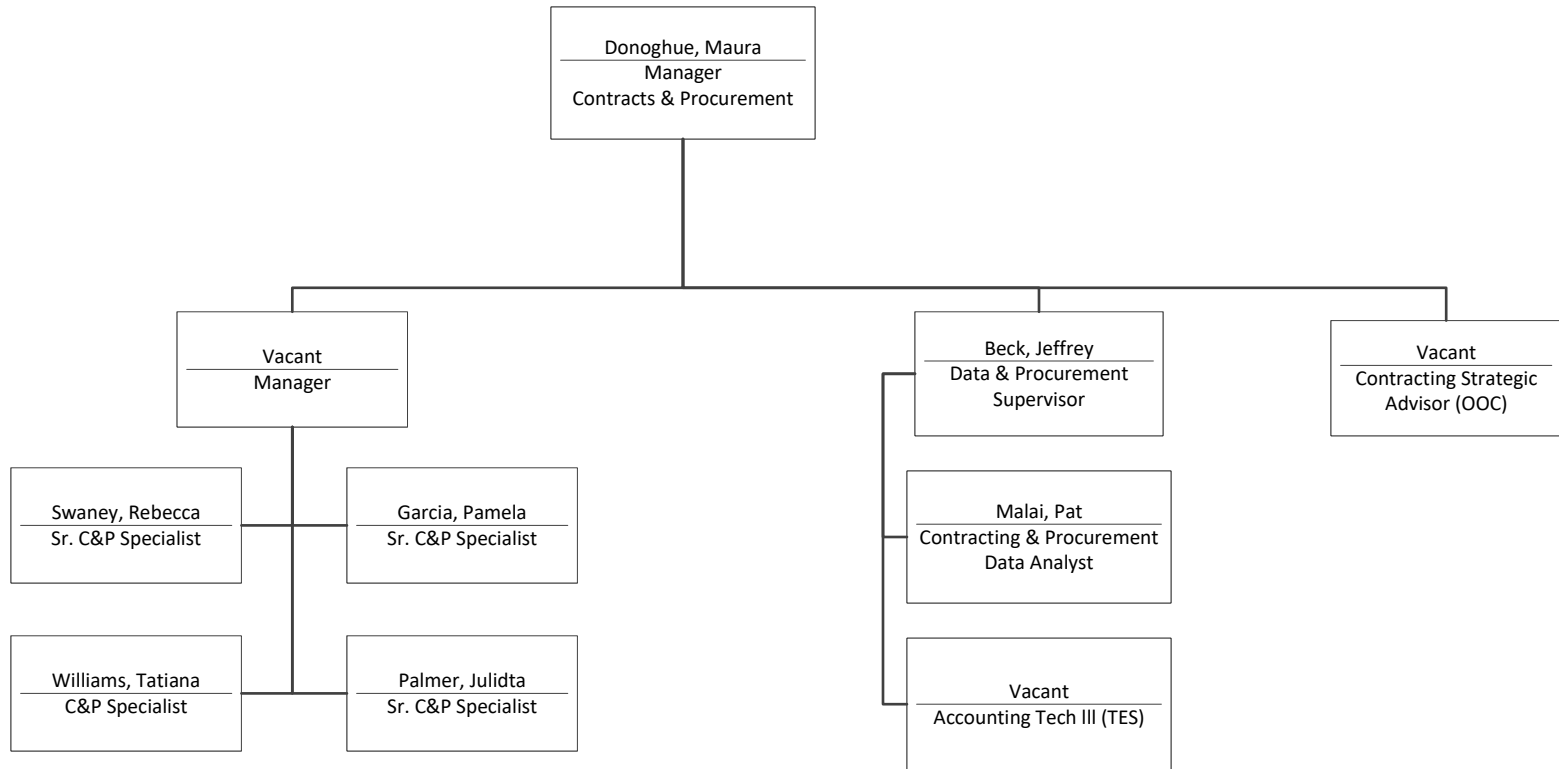 Donoghue, Maura
Manager
Contracts & Procurement
Vacant
Manager
Beck, Jeffrey
Data & Procurement
Supervisor
Vacant
Contracting Strategic
Advisor (OOC)
Swaney, Rebecca
Sr. C&P Specialist
Garcia, Pamela
Sr. C&P Specialist
Malai, Pat
Contracting & Procurement
Data Analyst
Williams, Tatiana
C&P Specialist
Palmer, Julidta
Sr. C&P Specialist
Vacant
Accounting Tech lll (TES)